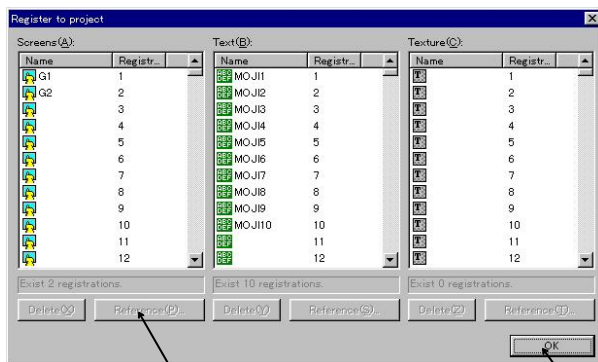 Register to project
Screens(A): Text(B): Texture(C):
Name Registr... Name Registr... Name Registr...
G1 1 MOJI1 1 1
G2 2 MOJI2 2 2
3 MOJI3 3 3
4 MOJI4 4 4
5 MOJI5 5 5
6 MOJI6 6 6
7 MOJI7 7 7
8 MOJI8 8 8
9 MOJI9 9 9
10 MOJI10 10 10
11 11 11
12 12 12
Exist 2 registrations. Exist 10 registrations. Exist 0 registrations.
Delete(X) Reference(P)... Delete(Y) Reference(S)... Delete(Z) Reference(T)...
OK